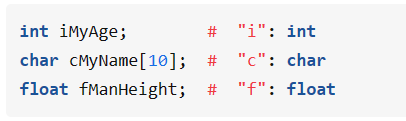 int iMyAge;        #  "i": int
char cMyName[10];  #  "c": char
float fManHeight;  #  "f": float